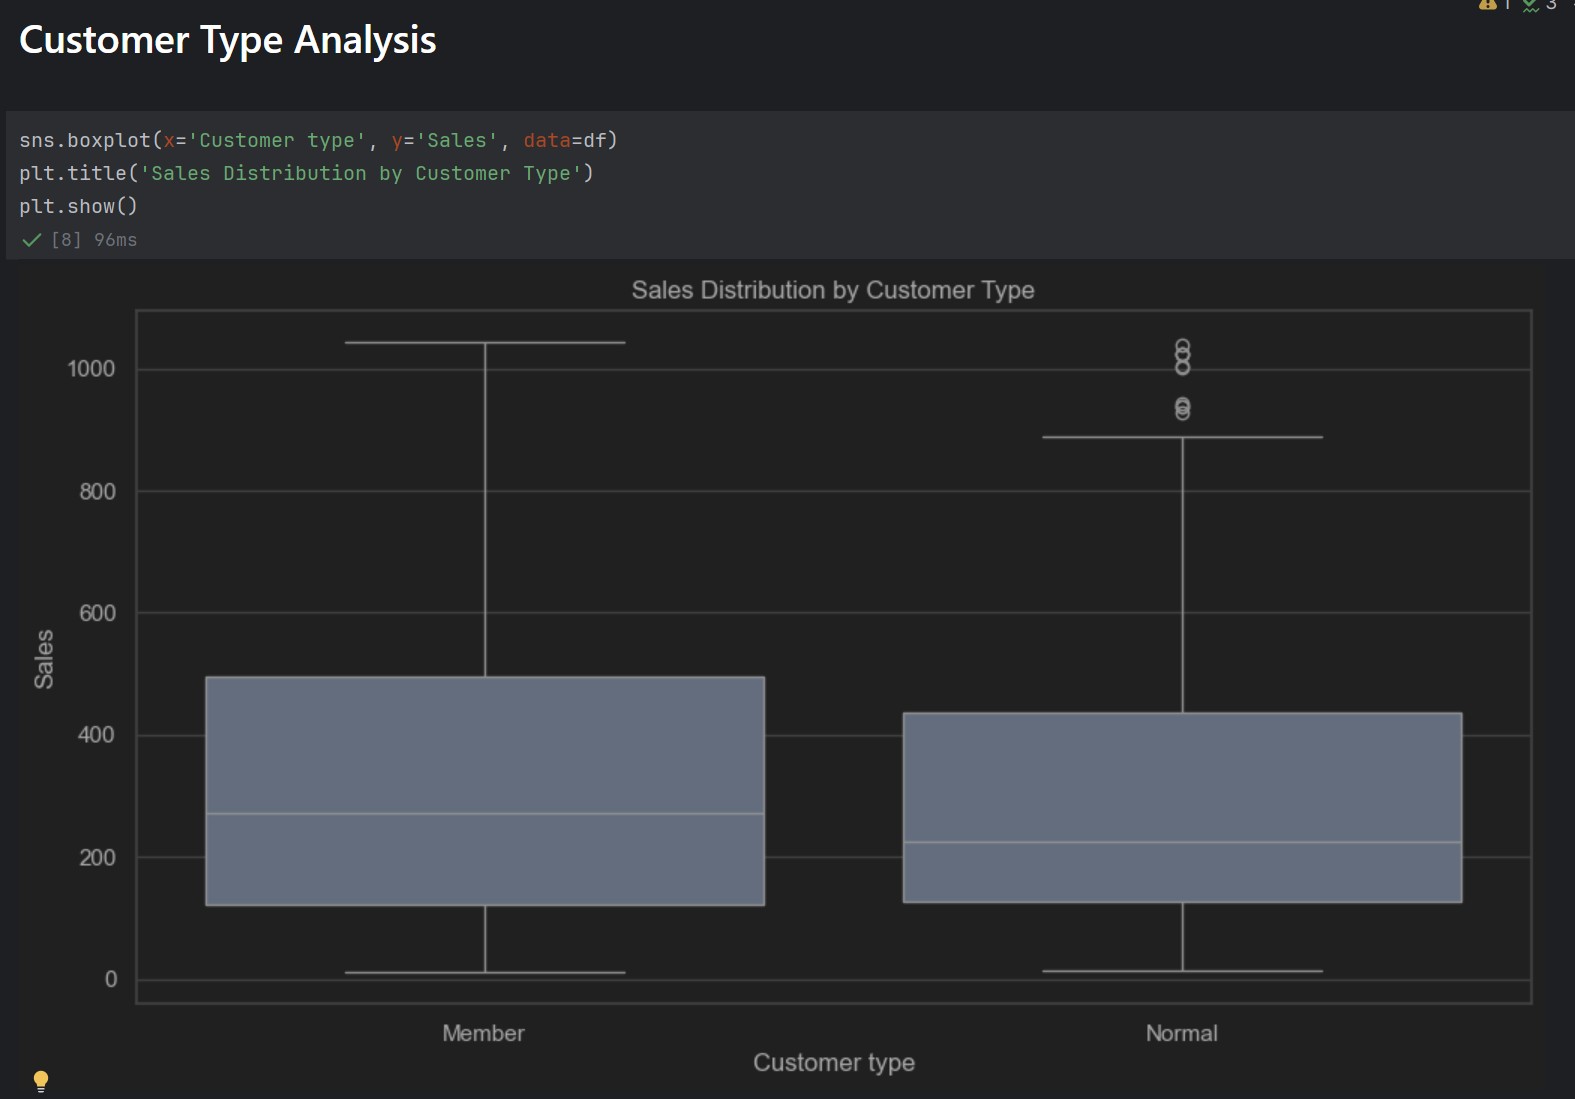 1 3
Customer Type Analysis
sns.boxplot(x='Customer type', y='Sales', data=df)
plt.title('Sales Distribution by Customer Type')
plt.show()
[8] 96ms
Sales Distribution by Customer Type
1000
800
600
400
200
0
Sales
Member Normal
Customer type